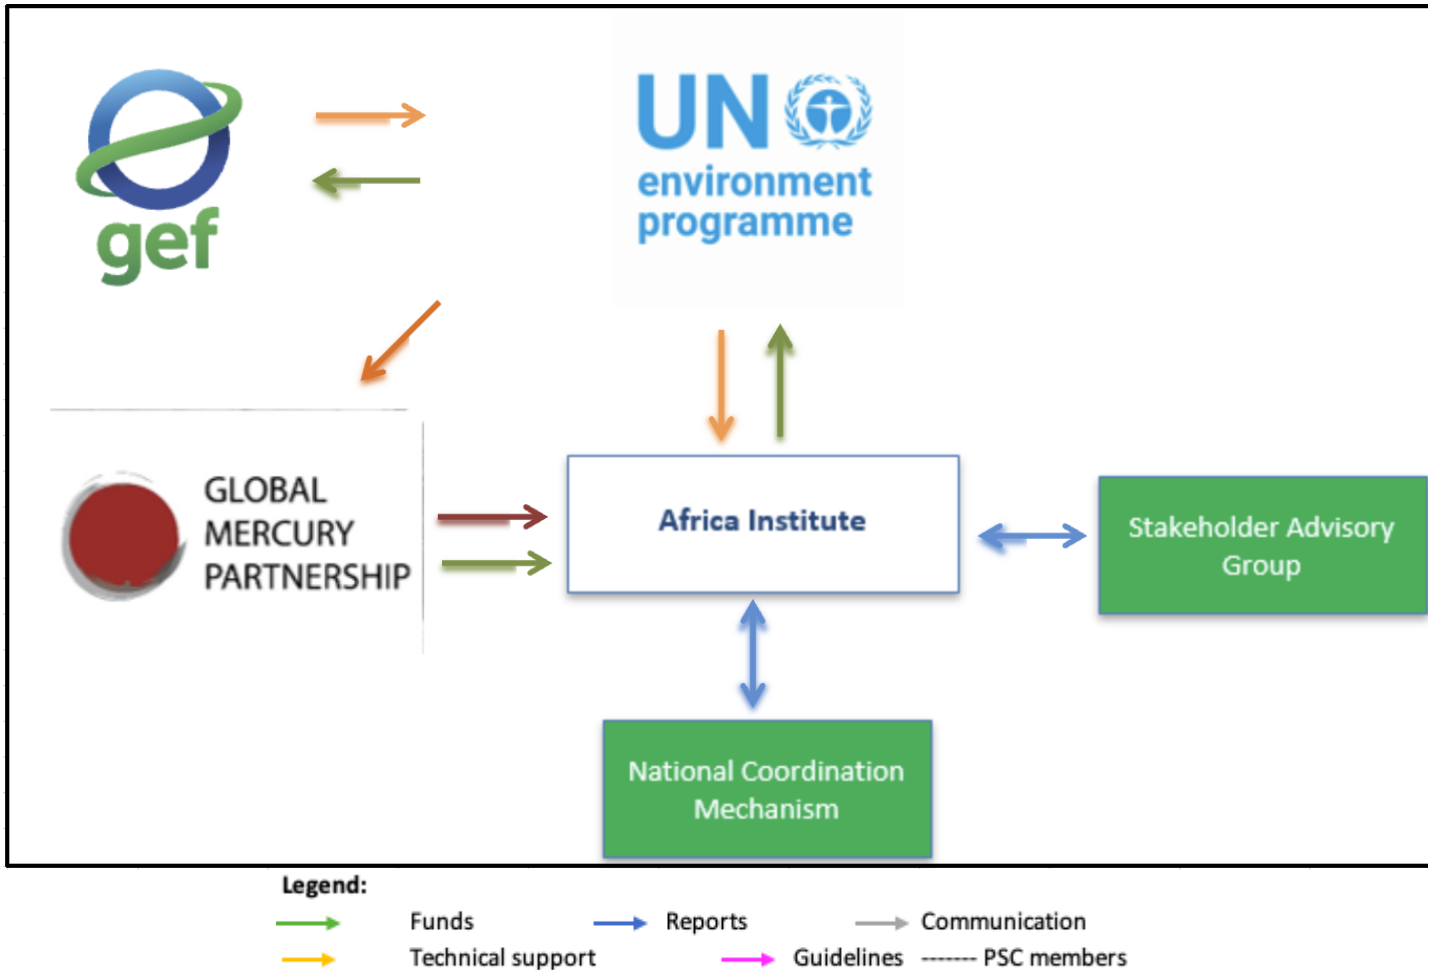 gef
UN
environment
programme
GLOBAL
MERCURY
PARTNERSHIP
Africa Institute
Stakeholder Advisory
Group
National Coordination
Mechanism
Legend:
Funds Reports Communication
Technical support Guidelines ------- PSC members